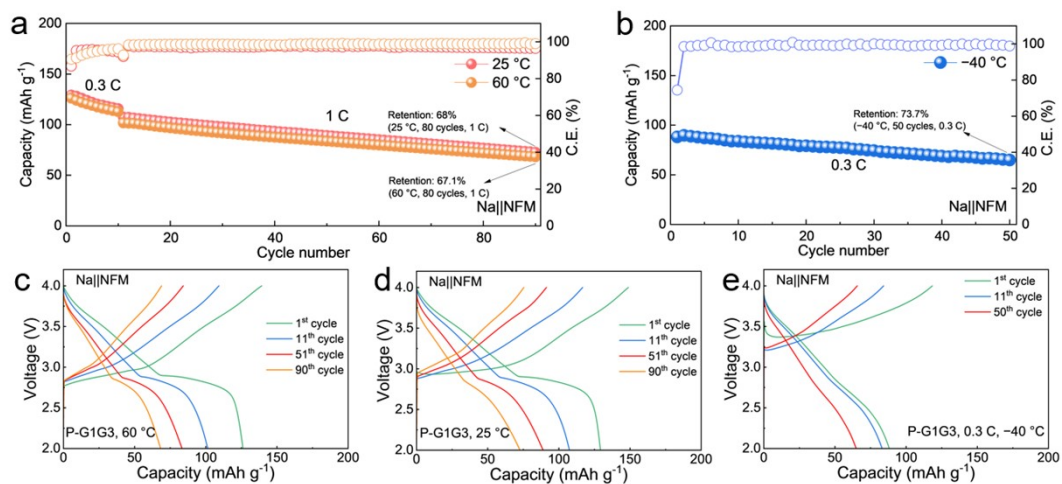 a
200
150
100
50
0
Capacity (mAh g⁻¹)
0.3 C
1 C
25 °C
60 °C
Retention: 68%
(25 °C, 80 cycles, 1 C)
Retention: 67.1%
(60 °C, 80 cycles, 1 C)
Na||NFM
100
80
60
40
20
0
C.E. (%)
0 20 40 60 80
Cycle number
b
200
150
100
50
0
Capacity (mAh g⁻¹)
−40 °C
Retention: 73.7%
(−40 °C, 50 cycles, 0.3 C)
0.3 C
Na||NFM
100
80
60
40
20
0
C.E. (%)
0 10 20 30 40 50
Cycle number
c
Na||NFM
4.0
3.5
3.0
2.5
2.0
Voltage (V)
1st cycle
11th cycle
51th cycle
90th cycle
P-G1G3, 60 °C
0 50 100 150 200
Capacity (mAh g⁻¹)
d
Na||NFM
4.0
3.5
3.0
2.5
2.0
Voltage (V)
1st cycle
11th cycle
51th cycle
90th cycle
P-G1G3, 25 °C
0 50 100 150 200
Capacity (mAh g⁻¹)
e
Na||NFM
4.0
3.5
3.0
2.5
2.0
Voltage (V)
1st cycle
11th cycle
50th cycle
P-G1G3, 0.3 C, −40 °C
0 50 100 150 200
Capacity (mAh g⁻¹)